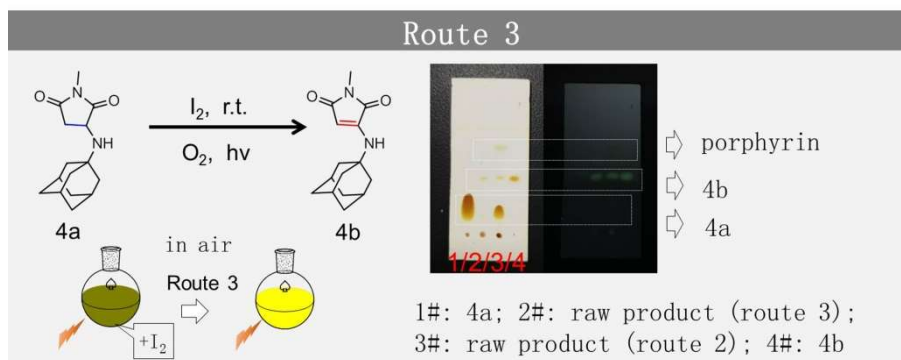 Route 3
N
O
O
NH
4a
I2, r.t.
O2, hv
N
O
O
NH
4b
in air
Route 3
+I2
1/2/3/4
porphyrin
4b
4a
1#: 4a; 2#: raw product (route 3);
3#: raw product (route 2); 4#: 4b